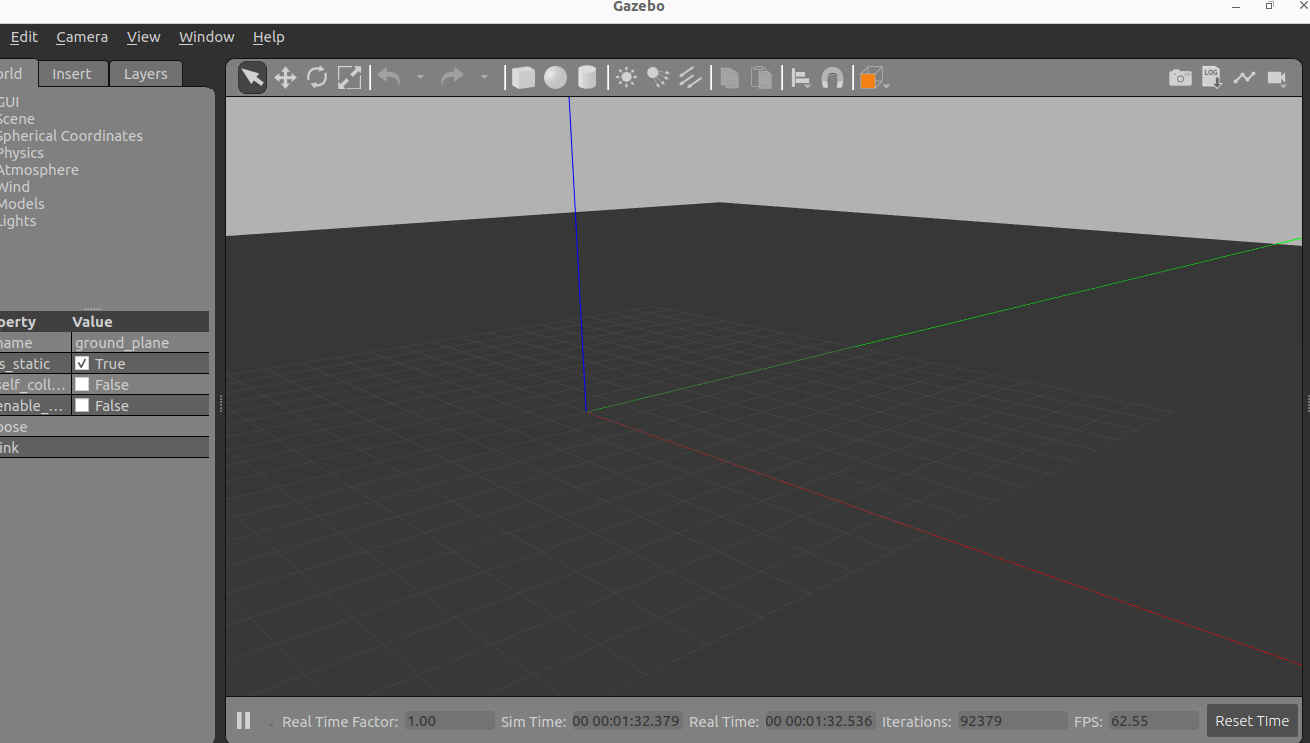 Gazebo
Edit Camera View Window Help
orld Insert Layers
GUI
Scene
Spherical Coordinates
Physics
Atmosphere
Wind
Models
Lights
perty Value
name ground_plane
s_static True
self_coll... False
enable_... False
pose
ink
LOG
Real Time Factor: 1.00 Sim Time: 00 00:01:32.379 Real Time: 00 00:01:32.536 Iterations: 92379 FPS: 62.55 Reset Time